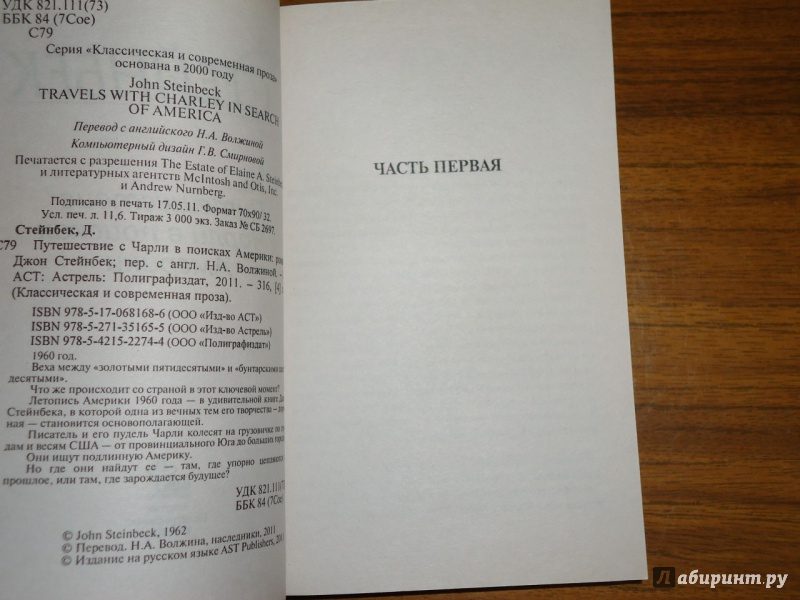 УДК 821.111(73)
ББК 84 (7Сое)
С79
Серия «Классическая и современная проза»
основана в 2000 году
John Steinbeck
TRAVELS WITH CHARLEY IN SEARCH
OF AMERICA
Перевод с английского Н.А. Волжиной
Компьютерный дизайн Г.В. Смирновой
Печатается с разрешения The Estate of Elaine A.
и литературных агентств McIntosh and Otis, Inc.
и Andrew Nurnberg.
Подписано в печать 17.05.11. Формат 70x90/32.
Усл. печ. л. 11,6. Тираж 3 000 экз. Заказ № СБ 2697.
Стейнбек, Д.
С79 Путешествие с Чарли в поисках Америки:
Джон Стейнбек; пер. с англ. Н.А. Волжиной. –
АСТ: Астрель: Полиграфиздат, 2011. – 316, [4]
(Классическая и современная проза).
ISBN 978-5-17-068168-6 (ООО «Изд-во АСТ»)
ISBN 978-5-271-35165-5 (ООО «Изд-во Астрель»)
ISBN 978-5-4215-2274-4 (ООО «Полиграфиздат»)
1960 год.
Веха между «золотыми пятидесятыми» и «бунтарскими
десятыми».
Что же происходит со страной в этот ключевой момент?
Летопись Америки 1960 года — в удивительной книге
Стейнбека, в которой одна из вечных тем его творчества –
ная — становится основополагающей.
Писатель и его пудель Чарли колесят на грузовичке по
дам и весям США — от провинциального Юга до больших
Они ищут подлинную Америку.
Но где они найдут ее — там, где упорно
прошлое, или там, где зарождается будущее?
УДК 821.111(7
ББК 84 (7Сое)
© John Steinbeck, 1962
© Перевод. Н.А. Волжина, наследники, 2011
© Издание на русском языке AST Publishers,
ЧАСТЬ ПЕРВАЯ
Лабиринт.ру